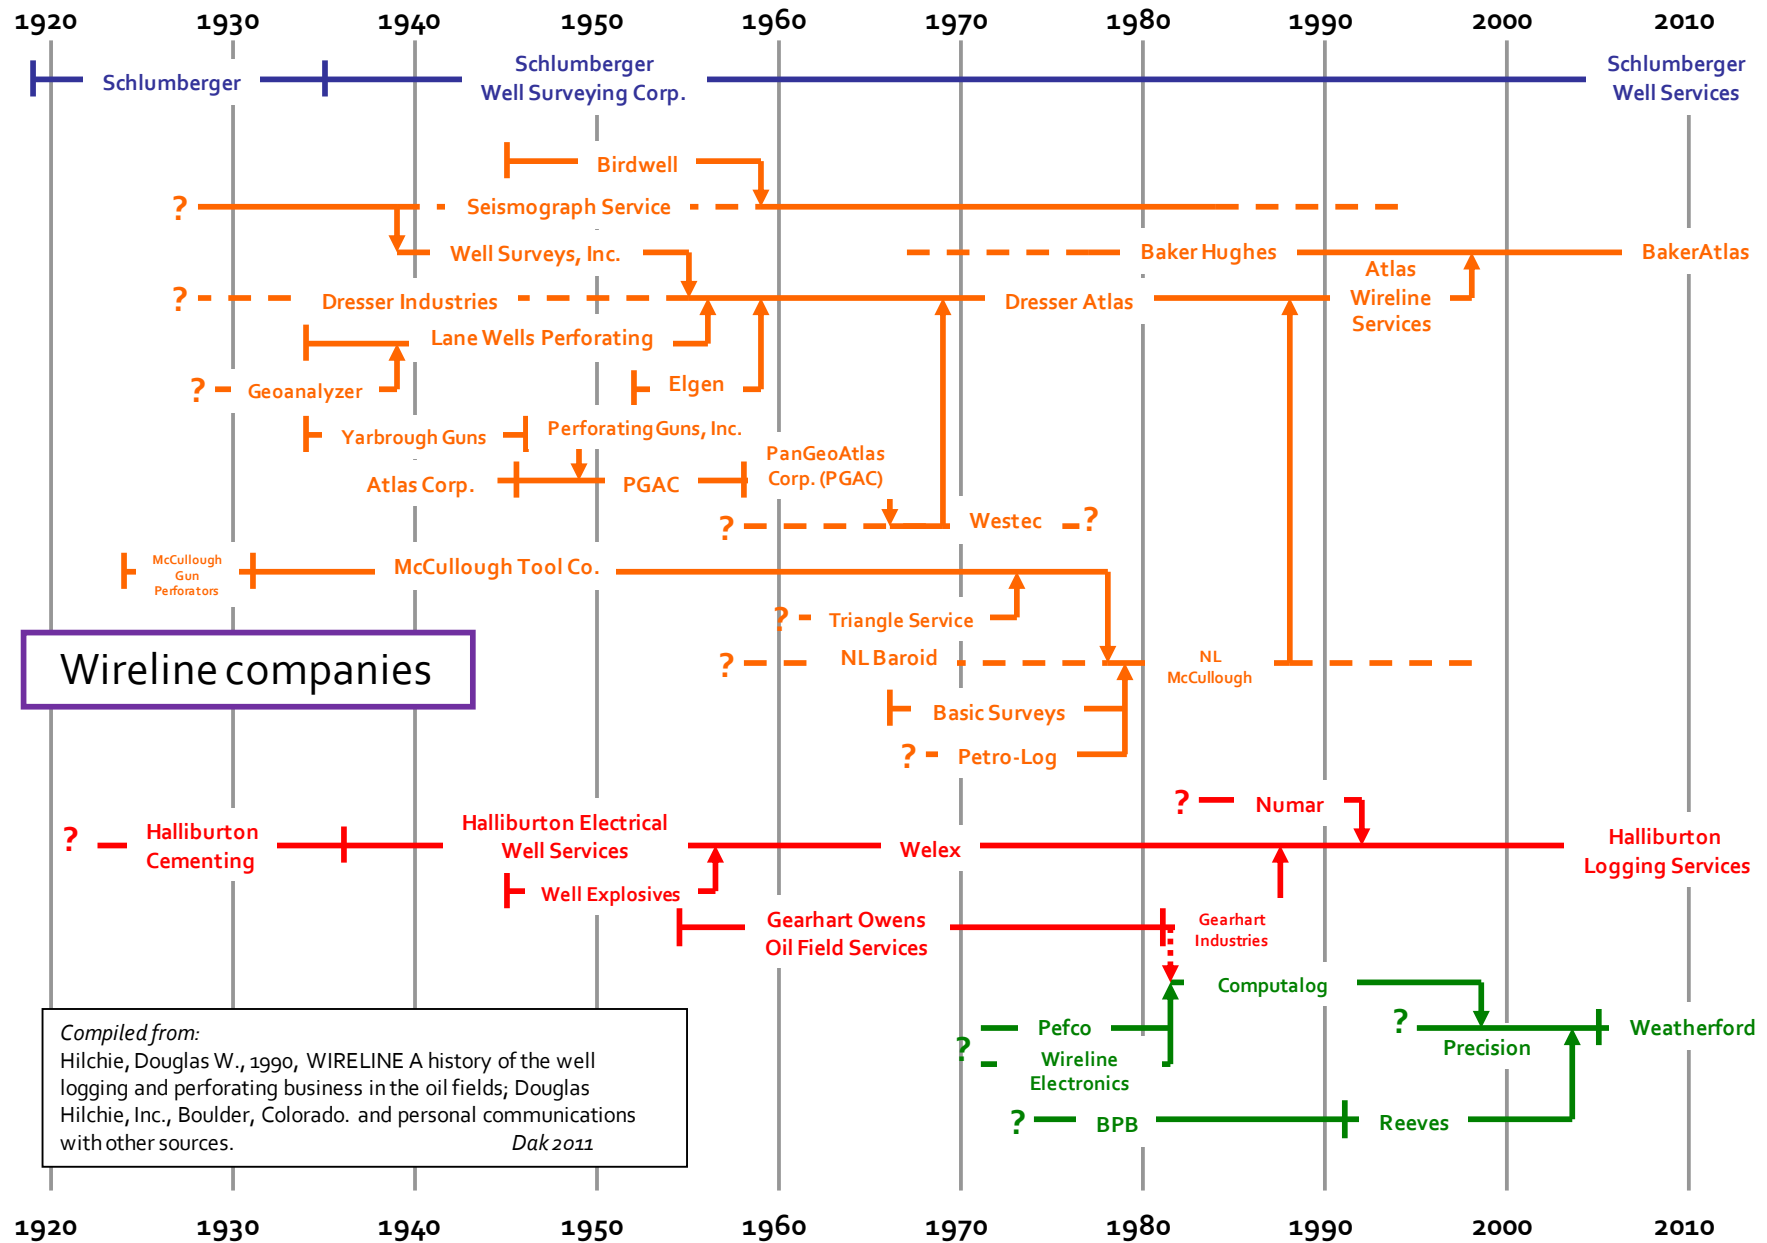 1920 1930 1940 1950 1960 1970 1980 1990 2000 2010
Schlumberger
Schlumberger
Well Surveying Corp.
Schlumberger
Well Services
Birdwell
? Seismograph Service
Well Surveys, Inc.
Baker Hughes
BakerAtlas
? Dresser Industries
Dresser Atlas
Atlas
Wireline
Services
Lane Wells Perforating
? Geoanalyzer
Elgen
Yarbrough Guns
Perforating Guns, Inc.
Atlas Corp.
PGAC
PanGeoAtlas
Corp. (PGAC)
? Westec ?
McCullough
Gun
Perforators
McCullough Tool Co.
? Triangle Service
? NL Baroid
NL
McCullough
Basic Surveys
? Petro-Log
Wireline companies
? Numar
? Halliburton
Cementing
Halliburton Electrical
Well Services
Welex
Halliburton
Logging Services
Well Explosives
Gearhart Owens
Oil Field Services
Gearhart
Industries
Computalog
? Pefco
Wireline
Electronics
? Precision
Weatherford
? BPB
Reeves
Compiled from:
Hilchie, Douglas W., 1990, WIRELINE A history of the well
logging and perforating business in the oil fields; Douglas
Hilchie, Inc., Boulder, Colorado. and personal communications
with other sources. Dak 2011
1920 1930 1940 1950 1960 1970 1980 1990 2000 2010